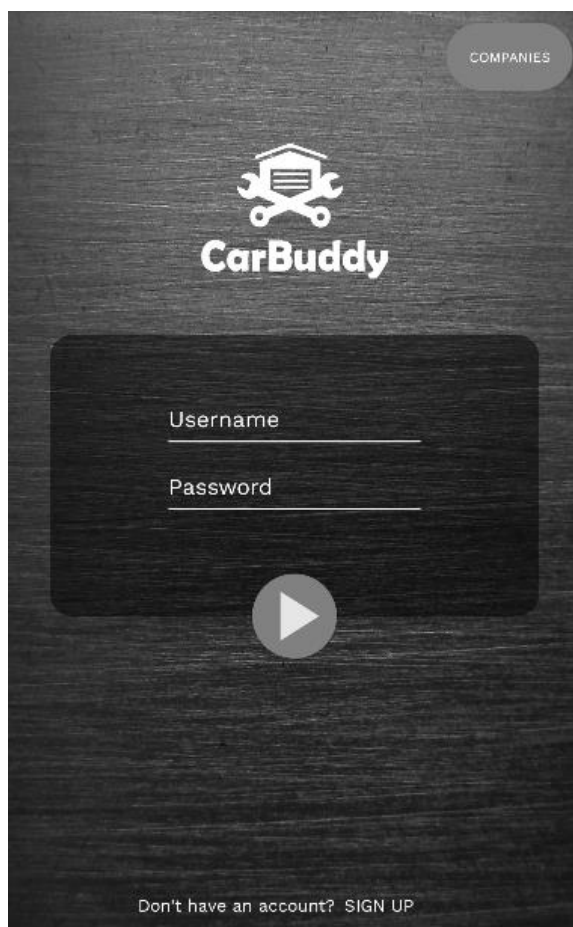 COMPANIES
CarBuddy
Username
Password
Don't have an account? SIGN UP